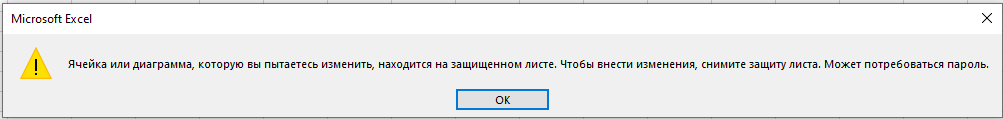 Microsoft Excel
Ячейка или диаграмма, которую вы пытаетесь изменить, находится на защищенном листе. Чтобы внести изменения, снимите защиту листа. Может потребоваться пароль.
ОК